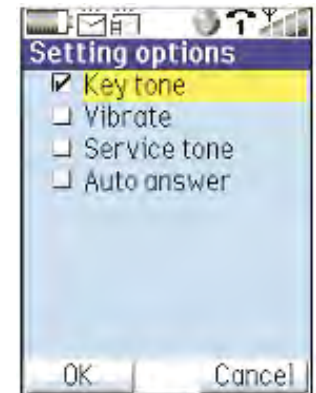 Setting options
Key tone
Vibrate
Service tone
Auto answer
OK Cancel